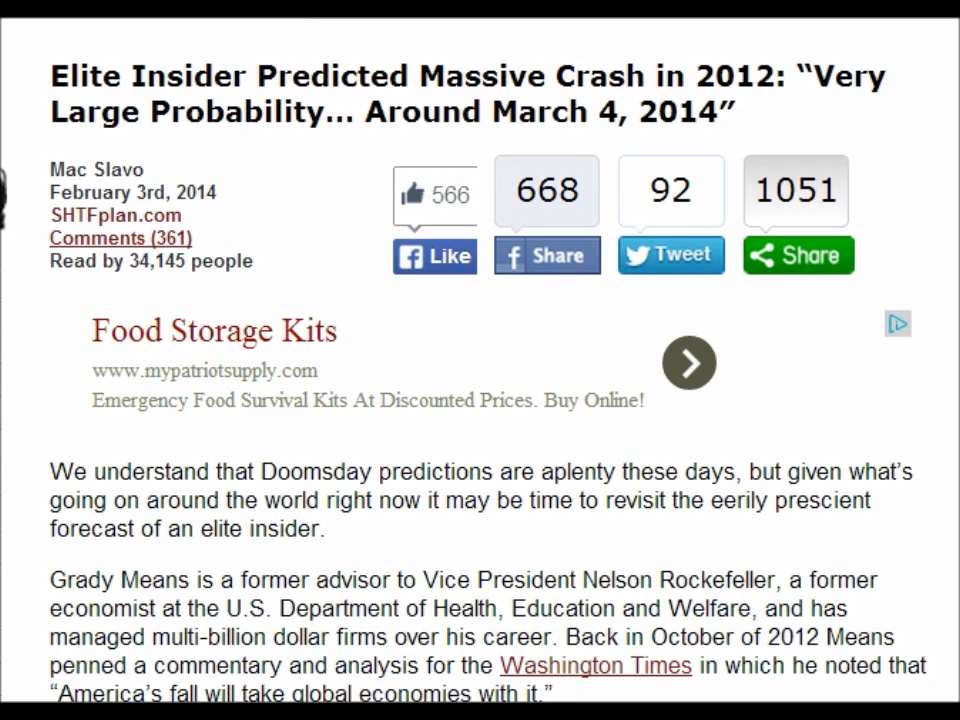 Elite Insider Predicted Massive Crash in 2012: “Very
Large Probability… Around March 4, 2014”
Mac Slavo
February 3rd, 2014
SHTFplan.com
Comments (361)
Read by 34,145 people
566
Like
668
Share
92
Tweet
1051
Share
Food Storage Kits
www.mypatriotsupply.com
Emergency Food Survival Kits At Discounted Prices. Buy Online!
We understand that Doomsday predictions are aplenty these days, but given what’s
going on around the world right now it may be time to revisit the eerily prescient
forecast of an elite insider.
Grady Means is a former advisor to Vice President Nelson Rockefeller, a former
economist at the U.S. Department of Health, Education and Welfare, and has
managed multi-billion dollar firms over his career. Back in October of 2012 Means
penned a commentary and analysis for the Washington Times in which he noted that
“America’s fall will take global economies with it.”